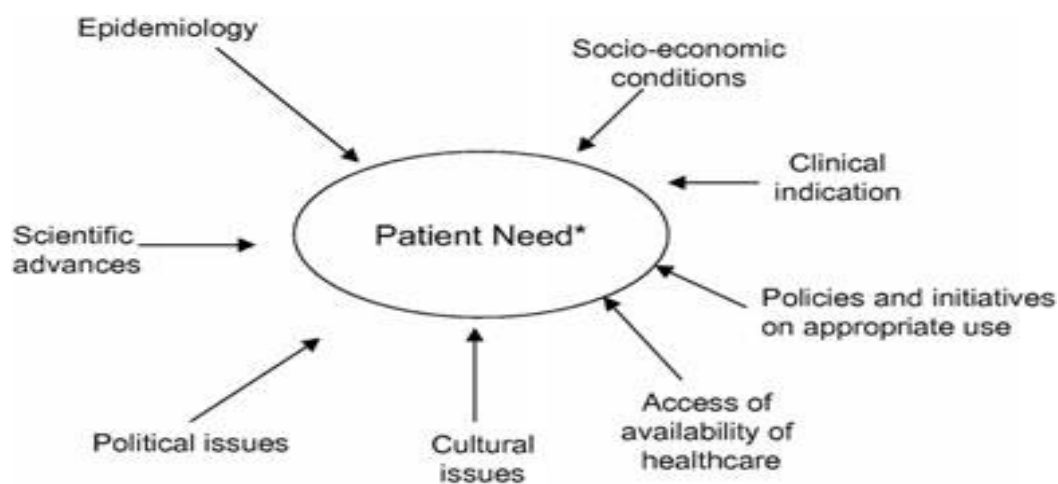 Epidemiology
Socio-economic
conditions
Clinical
indication
Patient Need*
Scientific
advances
Policies and initiatives
on appropriate use
Access of
availability of
healthcare
Political issues
Cultural
issues